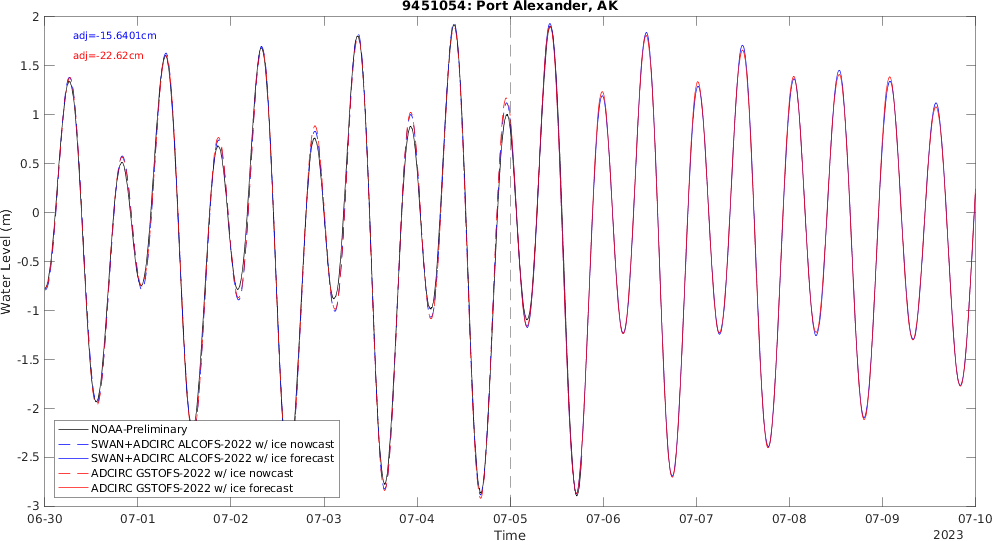 9451054: Port Alexander, AK
adj=-15.6401cm
adj=-22.62cm
2
1.5
1
0.5
0
-0.5
-1
-1.5
-2
-2.5
-3
Water Level (m)
NOAA-Preliminary
SWAN+ADCIRC ALCOFS-2022 w/ ice nowcast
SWAN+ADCIRC ALCOFS-2022 w/ ice forecast
ADCIRC GSTOFS-2022 w/ ice nowcast
ADCIRC GSTOFS-2022 w/ ice forecast
06-30 07-01 07-02 07-03 07-04 07-05 07-06 07-07 07-08 07-09 07-10
Time
2023